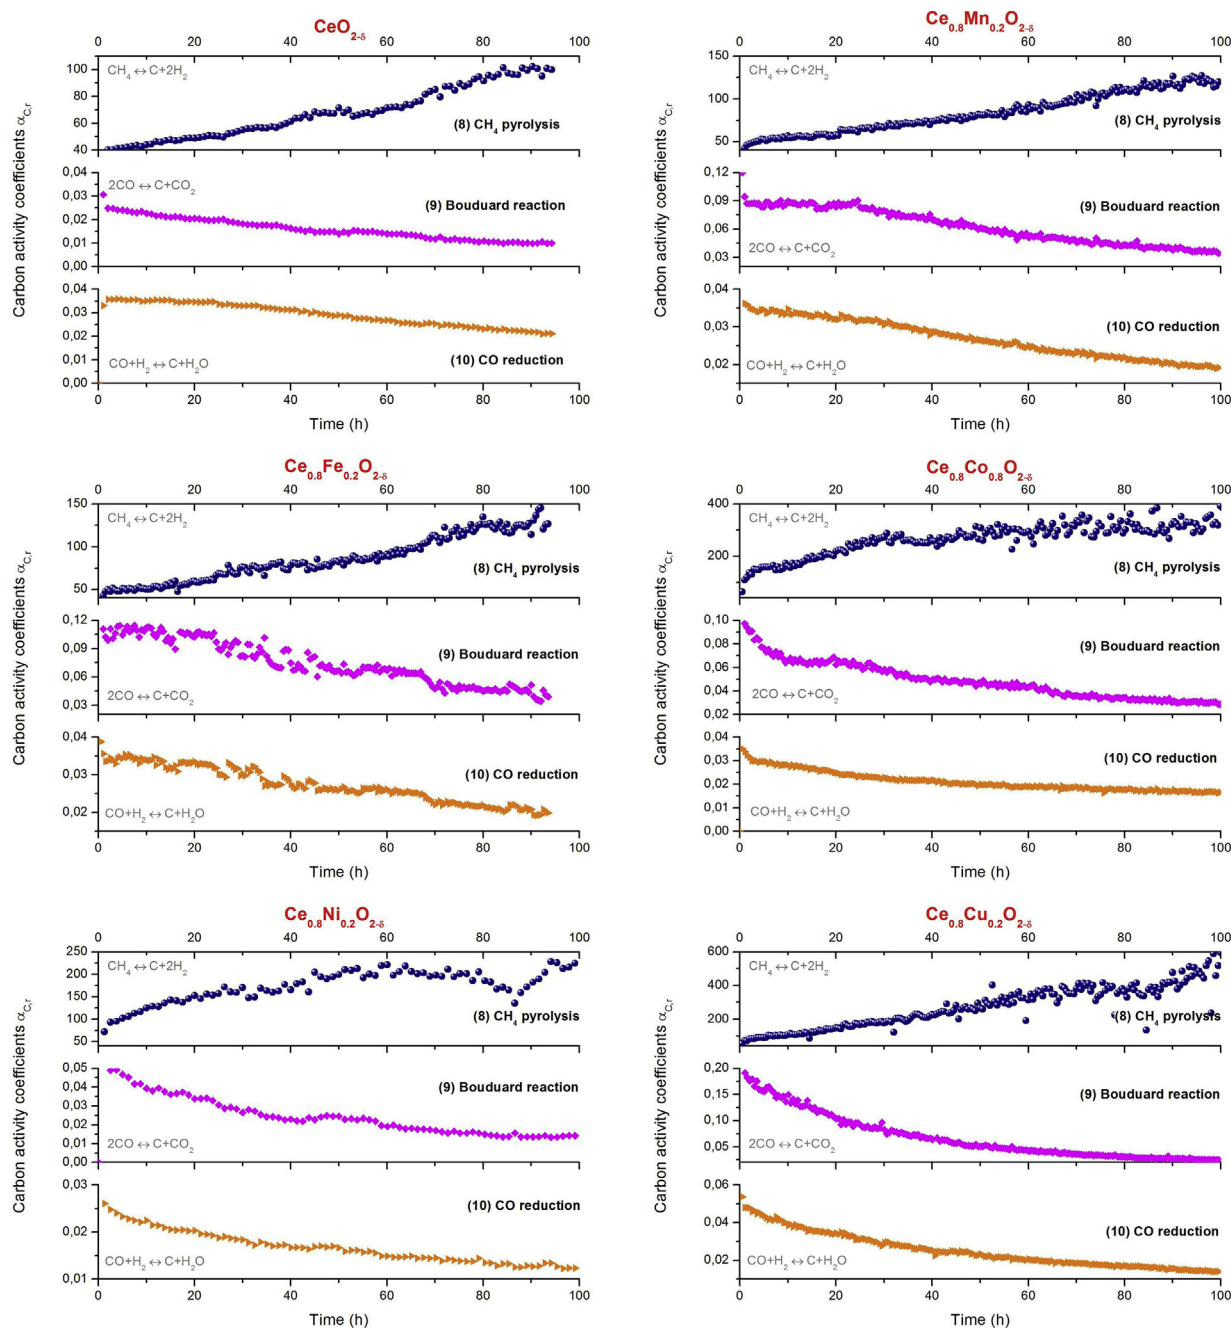 CeO2-δ
0 20 40 60 80 100
100
80
60
40
CH4 ↔ C+2H2
(8) CH4 pyrolysis
0,04
0,03
0,02
0,01
0,00
2CO ↔ C+CO2
(9) Bouduard reaction
0,04
0,03
0,02
0,01
0,00
(10) CO reduction
CO+H2 ↔ C+H2O
0 20 40 60 80 100
Time (h)
Carbon activity coefficients αC,r
Ce0.8Mn0.2O2-δ
0 20 40 60 80 100
150
100
50
CH4 ↔ C+2H2
(8) CH4 pyrolysis
0,12
0,09
0,06
0,03
(9) Bouduard reaction
2CO ↔ C+CO2
0,04
0,03
0,02
(10) CO reduction
CO+H2 ↔ C+H2O
0 20 40 60 80 100
Time (h)
Carbon activity coefficients αC,r
Ce0.8Fe0.2O2-δ
0 20 40 60 80 100
150
100
50
CH4 ↔ C+2H2
(8) CH4 pyrolysis
0,12
0,09
0,06
0,03
(9) Bouduard reaction
2CO ↔ C+CO2
0,04
0,03
0,02
(10) CO reduction
CO+H2 ↔ C+H2O
0 20 40 60 80 100
Time (h)
Carbon activity coefficients αC,r
Ce0.8Co0.8O2-δ
0 20 40 60 80 100
400
200
CH4 ↔ C+2H2
(8) CH4 pyrolysis
0,10
0,08
0,06
0,04
0,02
(9) Bouduard reaction
2CO ↔ C+CO2
0,04
0,03
0,02
0,01
0,00
(10) CO reduction
CO+H2 ↔ C+H2O
0 20 40 60 80 100
Time (h)
Carbon activity coefficients αC,r
Ce0.8Ni0.2O2-δ
0 20 40 60 80 100
250
200
150
100
50
CH4 ↔ C+2H2
(8) CH4 pyrolysis
0,05
0,04
0,03
0,02
0,01
0,00
(9) Bouduard reaction
2CO ↔ C+CO2
0,03
0,02
0,01
(10) CO reduction
CO+H2 ↔ C+H2O
0 20 40 60 80 100
Time (h)
Carbon activity coefficients αC,r
Ce0.8Cu0.2O2-δ
0 20 40 60 80 100
600
400
200
CH4 ↔ C+2H2
(8) CH4 pyrolysis
0,20
0,15
0,10
0,05
(9) Bouduard reaction
2CO ↔ C+CO2
0,06
0,04
0,02
(10) CO reduction
CO+H2 ↔ C+H2O
0 20 40 60 80 100
Time (h)
Carbon activity coefficients αC,r